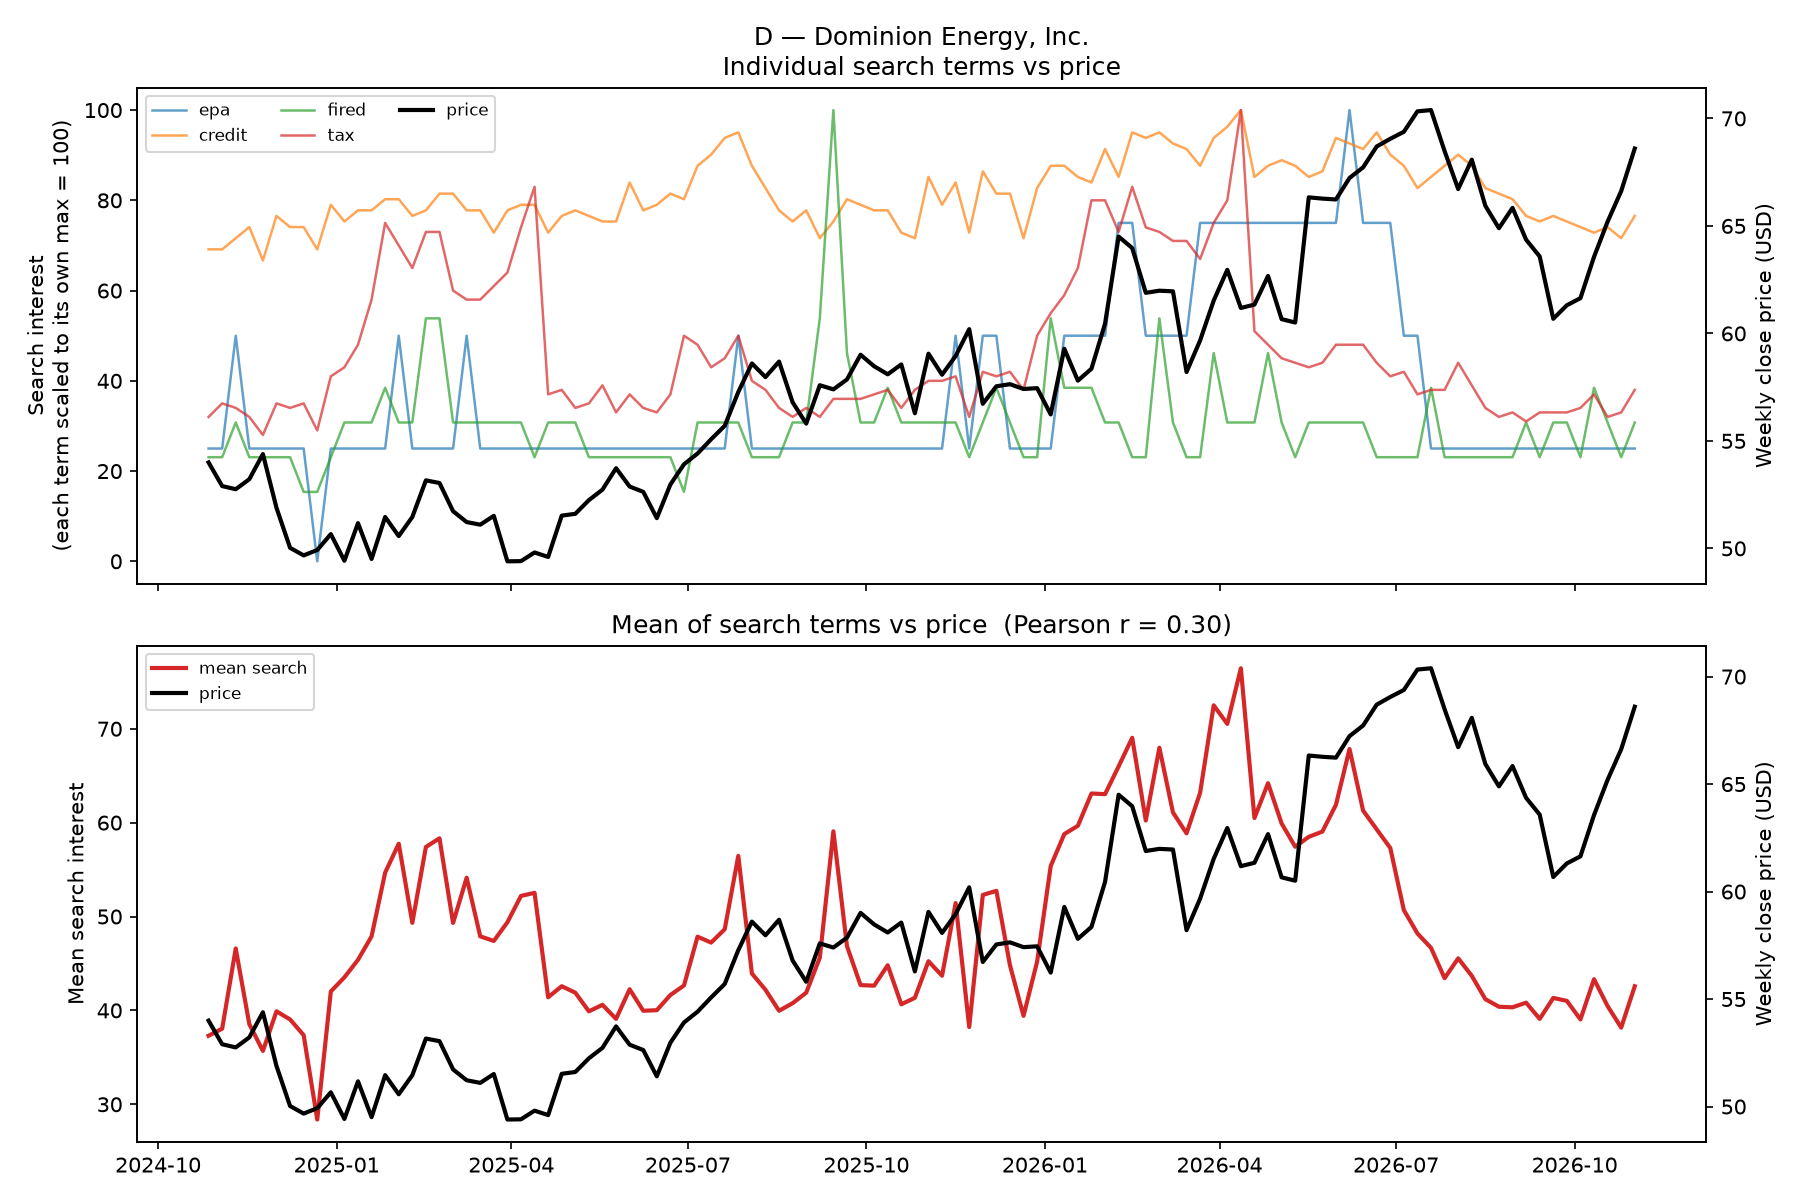 D — Dominion Energy, Inc.
Individual search terms vs price
epa
credit
fired
tax
price
Search interest
(each term scaled to its own max = 100)
100
80
60
40
20
0
Weekly close price (USD)
70
65
60
55
50
Mean of search terms vs price  (Pearson r = 0.30)
mean search
price
Mean search interest
70
60
50
40
30
Weekly close price (USD)
70
65
60
55
50
2024-10
2025-01
2025-04
2025-07
2025-10
2026-01
2026-04
2026-07
2026-10